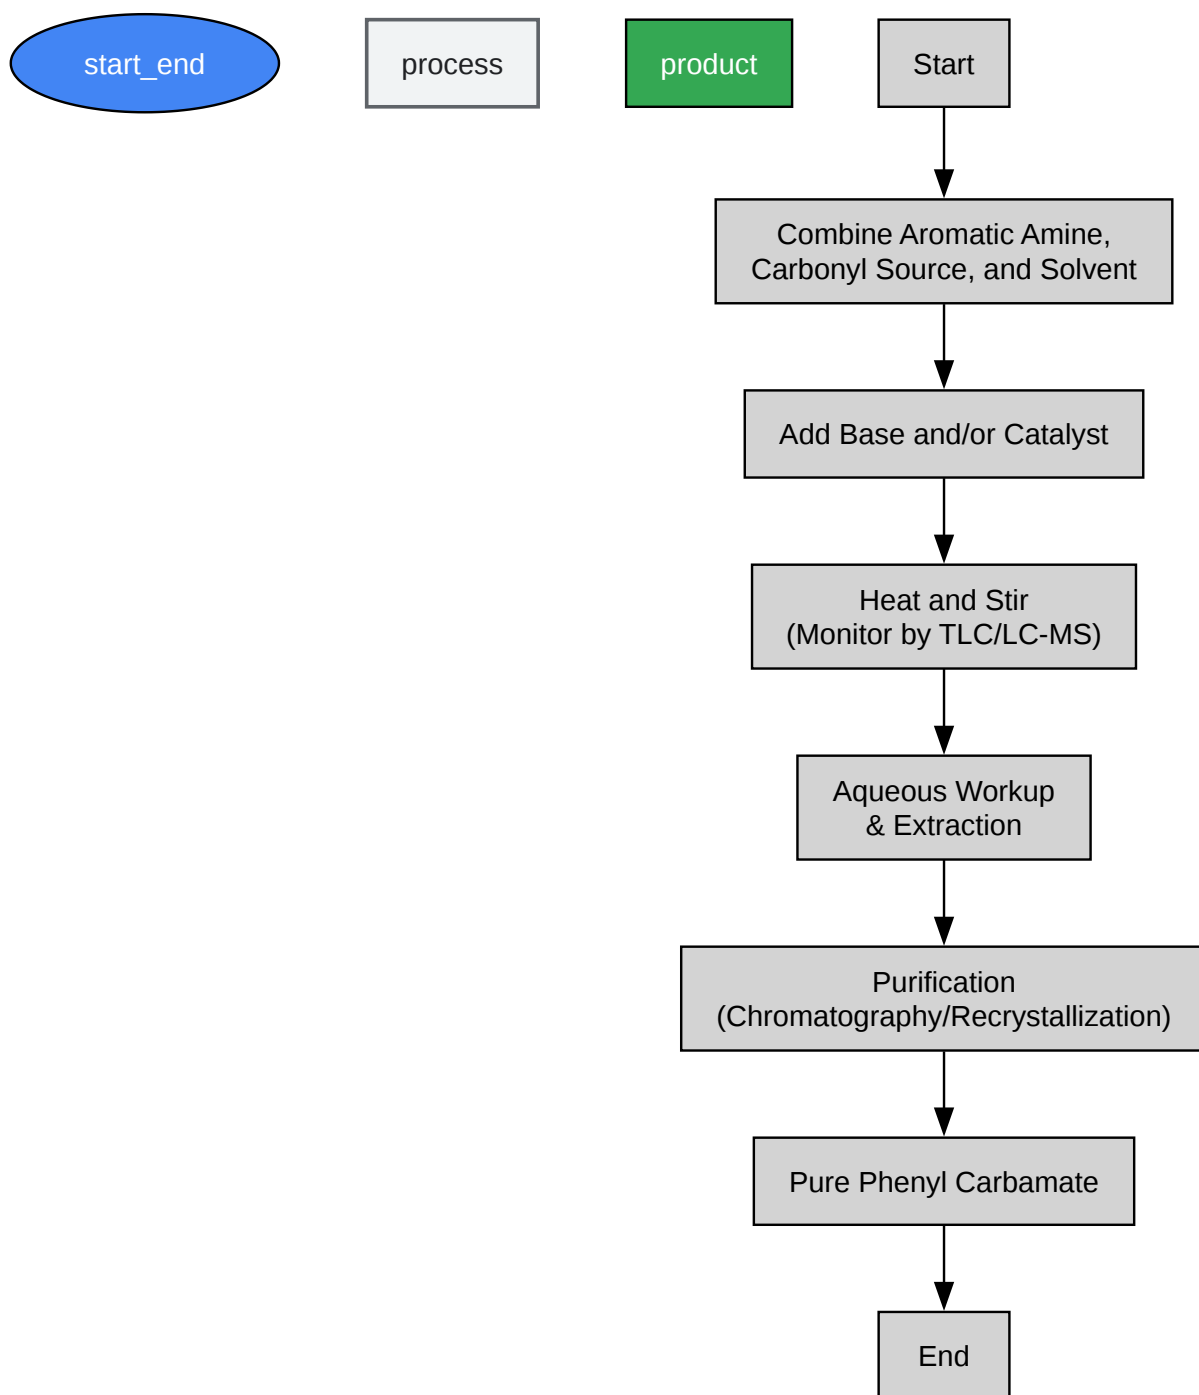 start_end
process
product
Start
Combine Aromatic Amine,
Carbonyl Source, and Solvent
Add Base and/or Catalyst
Heat and Stir
(Monitor by TLC/LC-MS)
Aqueous Workup
& Extraction
Purification
(Chromatography/Recrystallization)
Pure Phenyl Carbamate
End